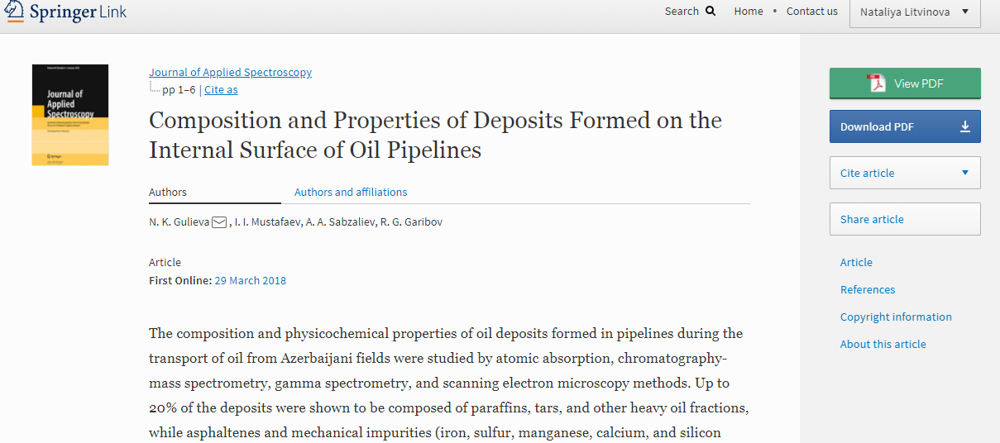 Springer Link
Search
Home • Contact us
Nataliya Litvinova
Journal of
Applied
Spectroscopy
Journal of Applied Spectroscopy
pp 1–6 | Cite as
Composition and Properties of Deposits Formed on the
Internal Surface of Oil Pipelines
Authors
Authors and affiliations
N. K. Gulieva , I. I. Mustafaev, A. A. Sabzaliev, R. G. Garibov
Article
First Online: 29 March 2018
The composition and physicochemical properties of oil deposits formed in pipelines during the
transport of oil from Azerbaijani fields were studied by atomic absorption, chromatography-
mass spectrometry, gamma spectrometry, and scanning electron microscopy methods. Up to
20% of the deposits were shown to be composed of paraffins, tars, and other heavy oil fractions,
while asphaltenes and mechanical impurities (iron, sulfur, manganese, calcium, and silicon
View PDF
Download PDF
Cite article
Share article
Article
References
Copyright information
About this article